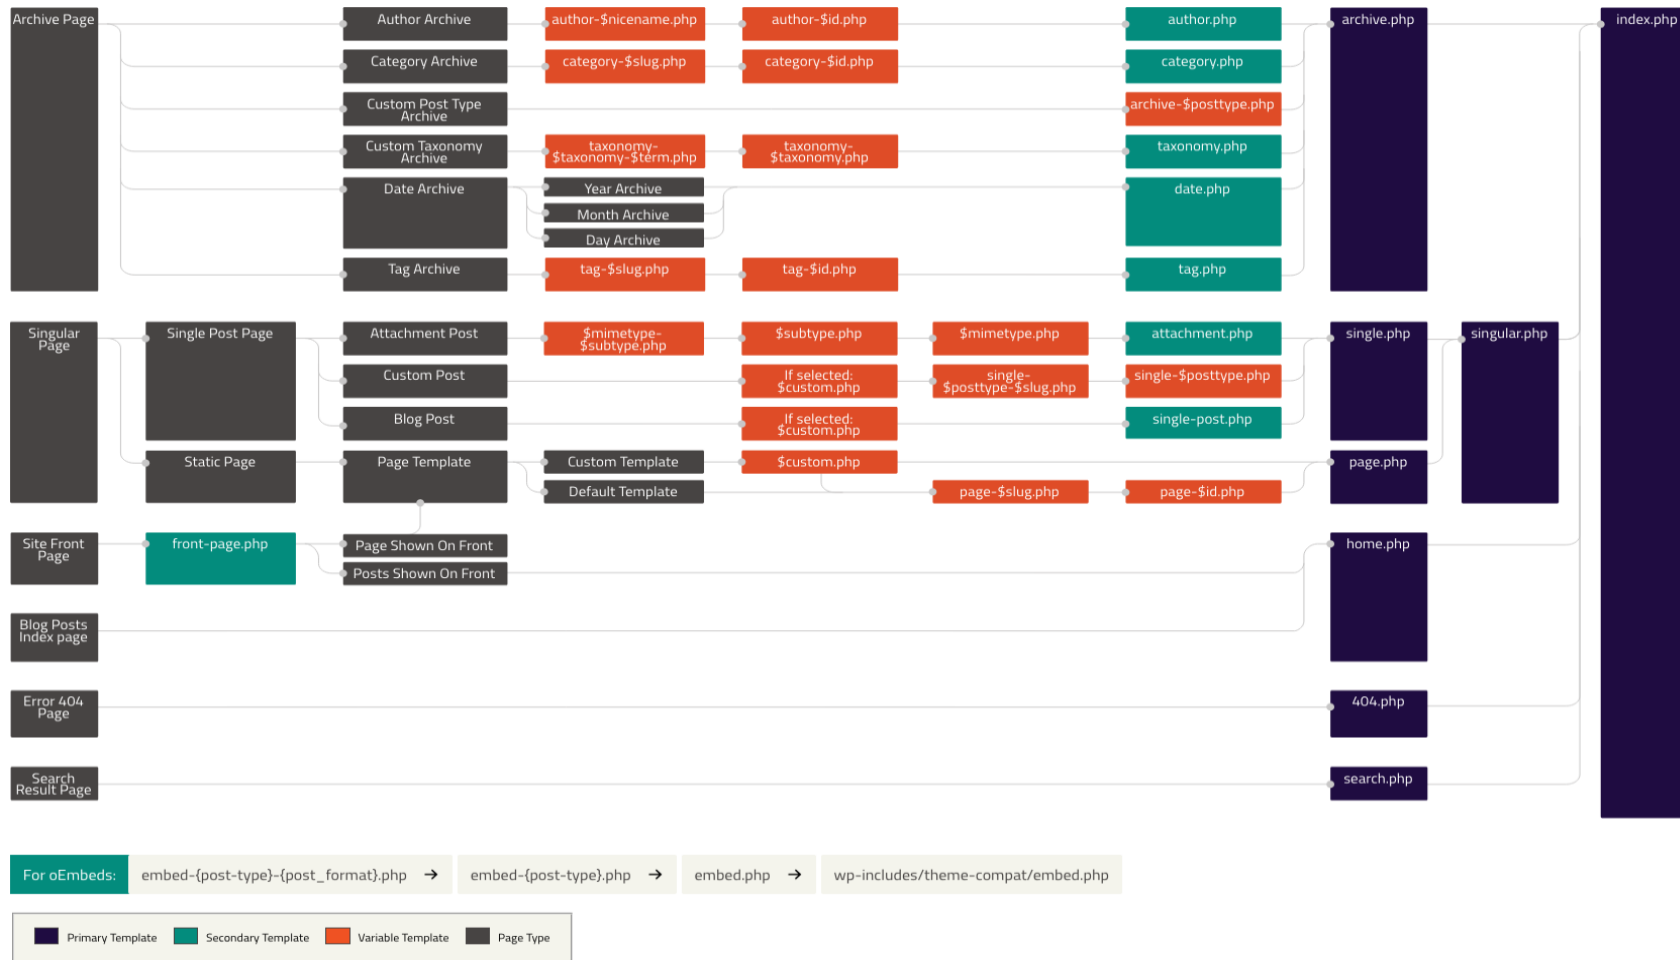 Archive Page
Author Archive
author-$nicename.php
author-$id.php
author.php
archive.php
index.php
Category Archive
category-$slug.php
category-$id.php
category.php
Custom Post Type
Archive
archive-$posttype.php
Custom Taxonomy
Archive
taxonomy-
$taxonomy-$term.php
taxonomy-
$taxonomy.php
taxonomy.php
Date Archive
Year Archive
Month Archive
Day Archive
date.php
Tag Archive
tag-$slug.php
tag-$id.php
tag.php
Singular
Page
Single Post Page
Attachment Post
$mimetype-
$subtype.php
$subtype.php
$mimetype.php
attachment.php
single.php
singular.php
Custom Post
If selected:
$custom.php
single-
$posttype-$slug.php
single-$posttype.php
Blog Post
If selected:
$custom.php
single-post.php
Static Page
Page Template
Custom Template
$custom.php
page.php
Default Template
page-$slug.php
page-$id.php
Site Front
Page
front-page.php
Page Shown On Front
Posts Shown On Front
home.php
Blog Posts
Index page
Error 404
Page
404.php
Search
Result Page
search.php
For oEmbeds:
embed-{post-type}-{post_format}.php →
embed-{post-type}.php →
embed.php →
wp-includes/theme-compat/embed.php
Primary Template
Secondary Template
Variable Template
Page Type